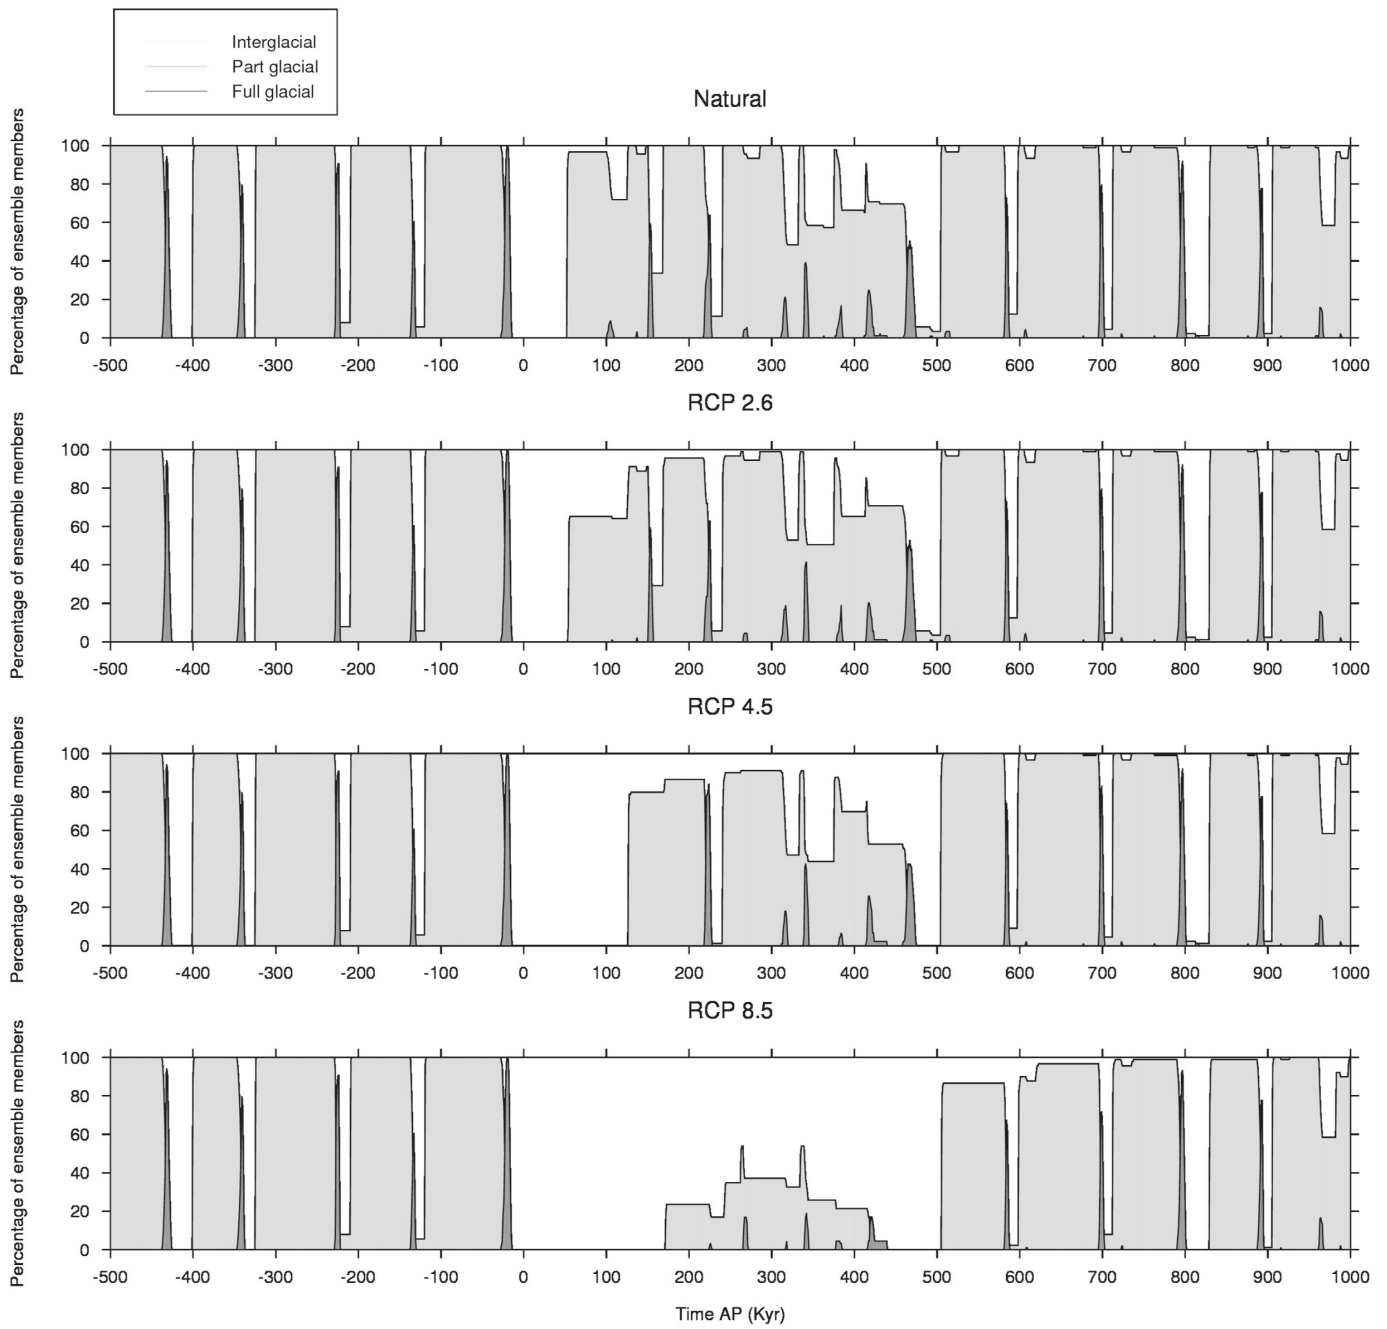 Interglacial
Part glacial
Full glacial
Natural
Percentage of ensemble members
100
80
60
40
20
0
-500 -400 -300 -200 -100 0 100 200 300 400 500 600 700 800 900 1000
RCP 2.6
Percentage of ensemble members
100
80
60
40
20
0
-500 -400 -300 -200 -100 0 100 200 300 400 500 600 700 800 900 1000
RCP 4.5
Percentage of ensemble members
100
80
60
40
20
0
-500 -400 -300 -200 -100 0 100 200 300 400 500 600 700 800 900 1000
RCP 8.5
Percentage of ensemble members
100
80
60
40
20
0
-500 -400 -300 -200 -100 0 100 200 300 400 500 600 700 800 900 1000
Time AP (Kyr)